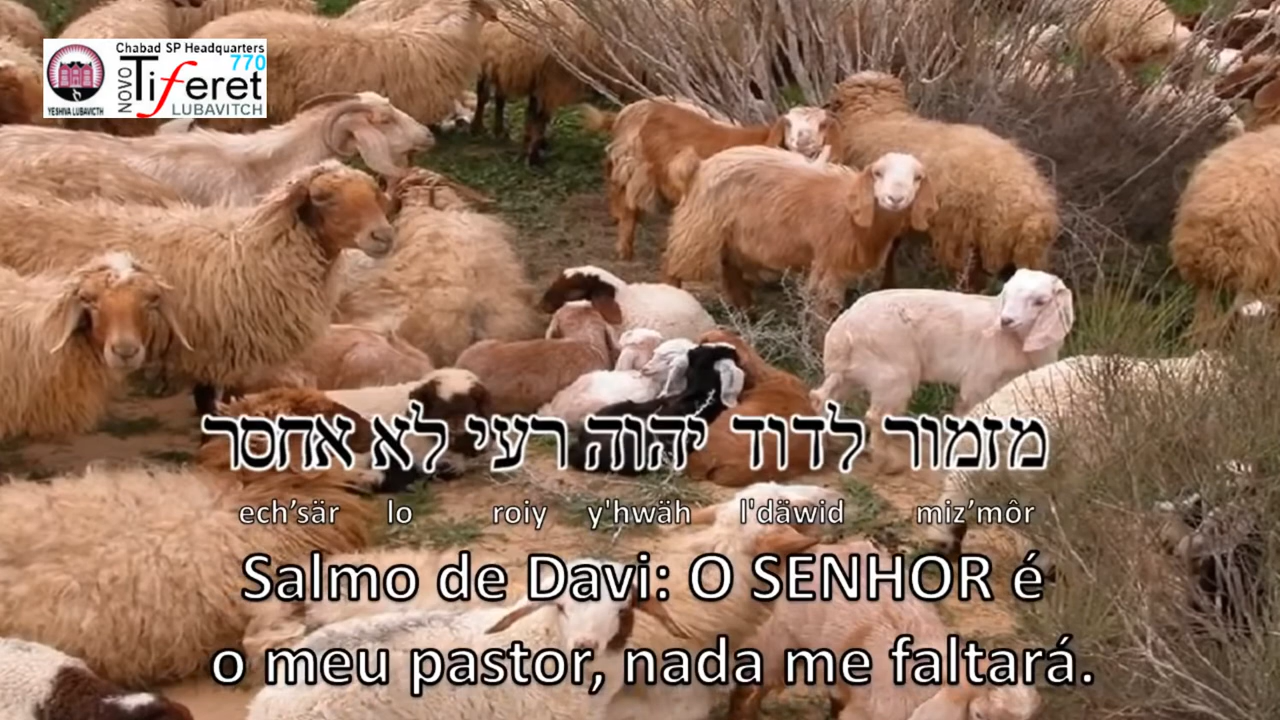 Chabad SP Headquarters
770
NOVO Tiferet
LUBAVITCH
YESHIVA LUBAVICTH
מזמור לדוד יהוה רעי לא אחסר
ech’sär lo roiy y'hwäh l'däwid miz’môr
Salmo de Davi: O SENHOR é
o meu pastor, nada me faltará.